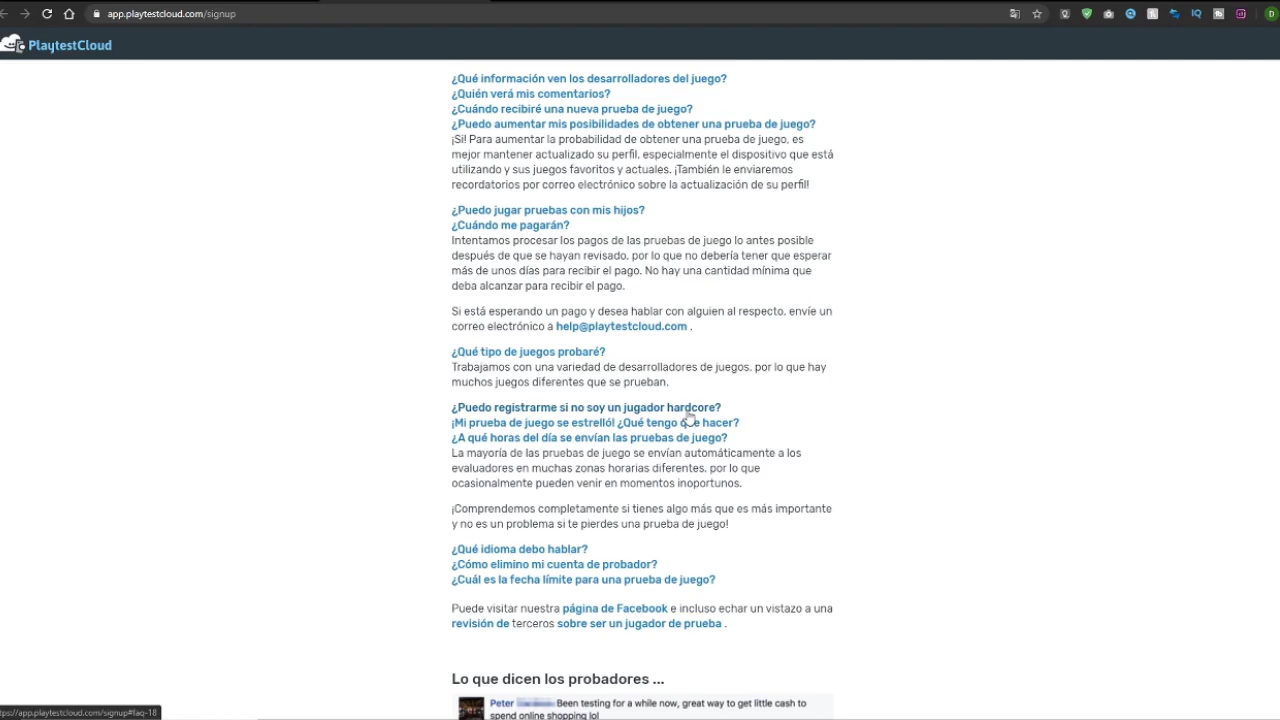 app.playtestcloud.com/signup
PlaytestCloud
¿Qué información ven los desarrolladores del juego?
¿Quién verá mis comentarios?
¿Cuándo recibiré una nueva prueba de juego?
¿Puedo aumentar mis posibilidades de obtener una prueba de juego?
¡Si! Para aumentar la probabilidad de obtener una prueba de juego, es
mejor mantener actualizado su perfil, especialmente el dispositivo que está
utilizando y sus juegos favoritos y actuales. ¡También le enviaremos
recordatorios por correo electrónico sobre la actualización de su perfil!
¿Puedo jugar pruebas con mis hijos?
¿Cuándo me pagarán?
Intentamos procesar los pagos de las pruebas de juego lo antes posible
después de que se hayan revisado, por lo que no debería tener que esperar
más de unos días para recibir el pago. No hay una cantidad mínima que
deba alcanzar para recibir el pago.
Si está esperando un pago y desea hablar con alguien al respecto, envíe un
correo electrónico a help@playtestcloud.com .
¿Qué tipo de juegos probaré?
Trabajamos con una variedad de desarrolladores de juegos, por lo que hay
muchos juegos diferentes que se prueban.
¿Puedo registrarme si no soy un jugador hardcore?
¡Mi prueba de juego se estrelló! ¿Qué tengo hacer?
¿A qué horas del día se envían las pruebas de juego?
La mayoría de las pruebas de juego se envían automáticamente a los
evaluadores en muchas zonas horarias diferentes, por lo que
ocasionalmente pueden venir en momentos inoportunos.
¡Comprendemos completamente si tienes algo más que es más importante
y no es un problema si te pierdes una prueba de juego!
¿Qué idioma debo hablar?
¿Cómo elimino mi cuenta de probador?
¿Cuál es la fecha límite para una prueba de juego?
Puede visitar nuestra página de Facebook e incluso echar un vistazo a una
revisión de terceros sobre ser un jugador de prueba .
Lo que dicen los probadores ...
Peter Been testing for a while now, great way to get little cash to
spend online shopping lol
tps://app.playtestcloud.com/signup#faq-18